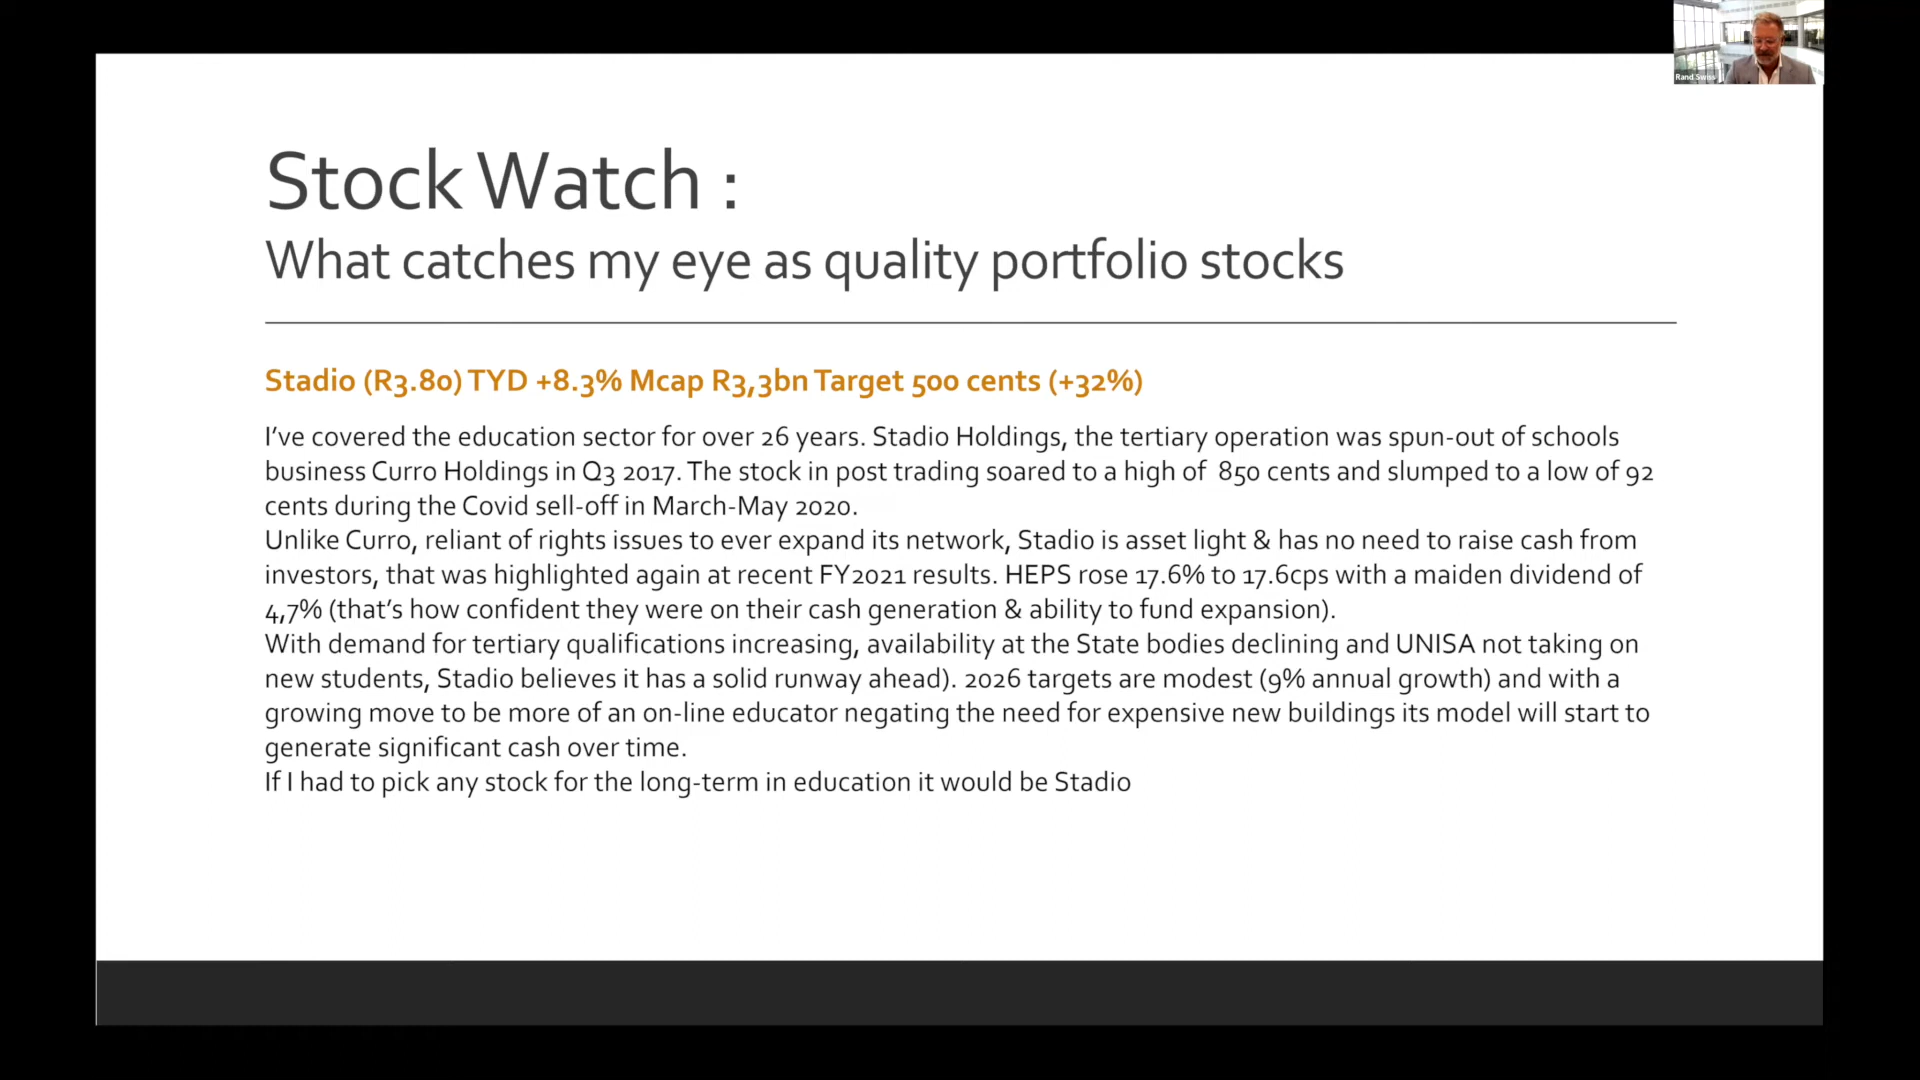 Rand Swiss
Stock Watch :
What catches my eye as quality portfolio stocks
Stadio (R3.80) TYD +8.3% Mcap R3,3bn Target 500 cents (+32%)
I’ve covered the education sector for over 26 years. Stadio Holdings, the tertiary operation was spun-out of schools
business Curro Holdings in Q3 2017. The stock in post trading soared to a high of 850 cents and slumped to a low of 92
cents during the Covid sell-off in March-May 2020.
Unlike Curro, reliant of rights issues to ever expand its network, Stadio is asset light & has no need to raise cash from
investors, that was highlighted again at recent FY2021 results. HEPS rose 17.6% to 17.6cps with a maiden dividend of
4,7% (that’s how confident they were on their cash generation & ability to fund expansion).
With demand for tertiary qualifications increasing, availability at the State bodies declining and UNISA not taking on
new students, Stadio believes it has a solid runway ahead). 2026 targets are modest (9% annual growth) and with a
growing move to be more of an on-line educator negating the need for expensive new buildings its model will start to
generate significant cash over time.
If I had to pick any stock for the long-term in education it would be Stadio